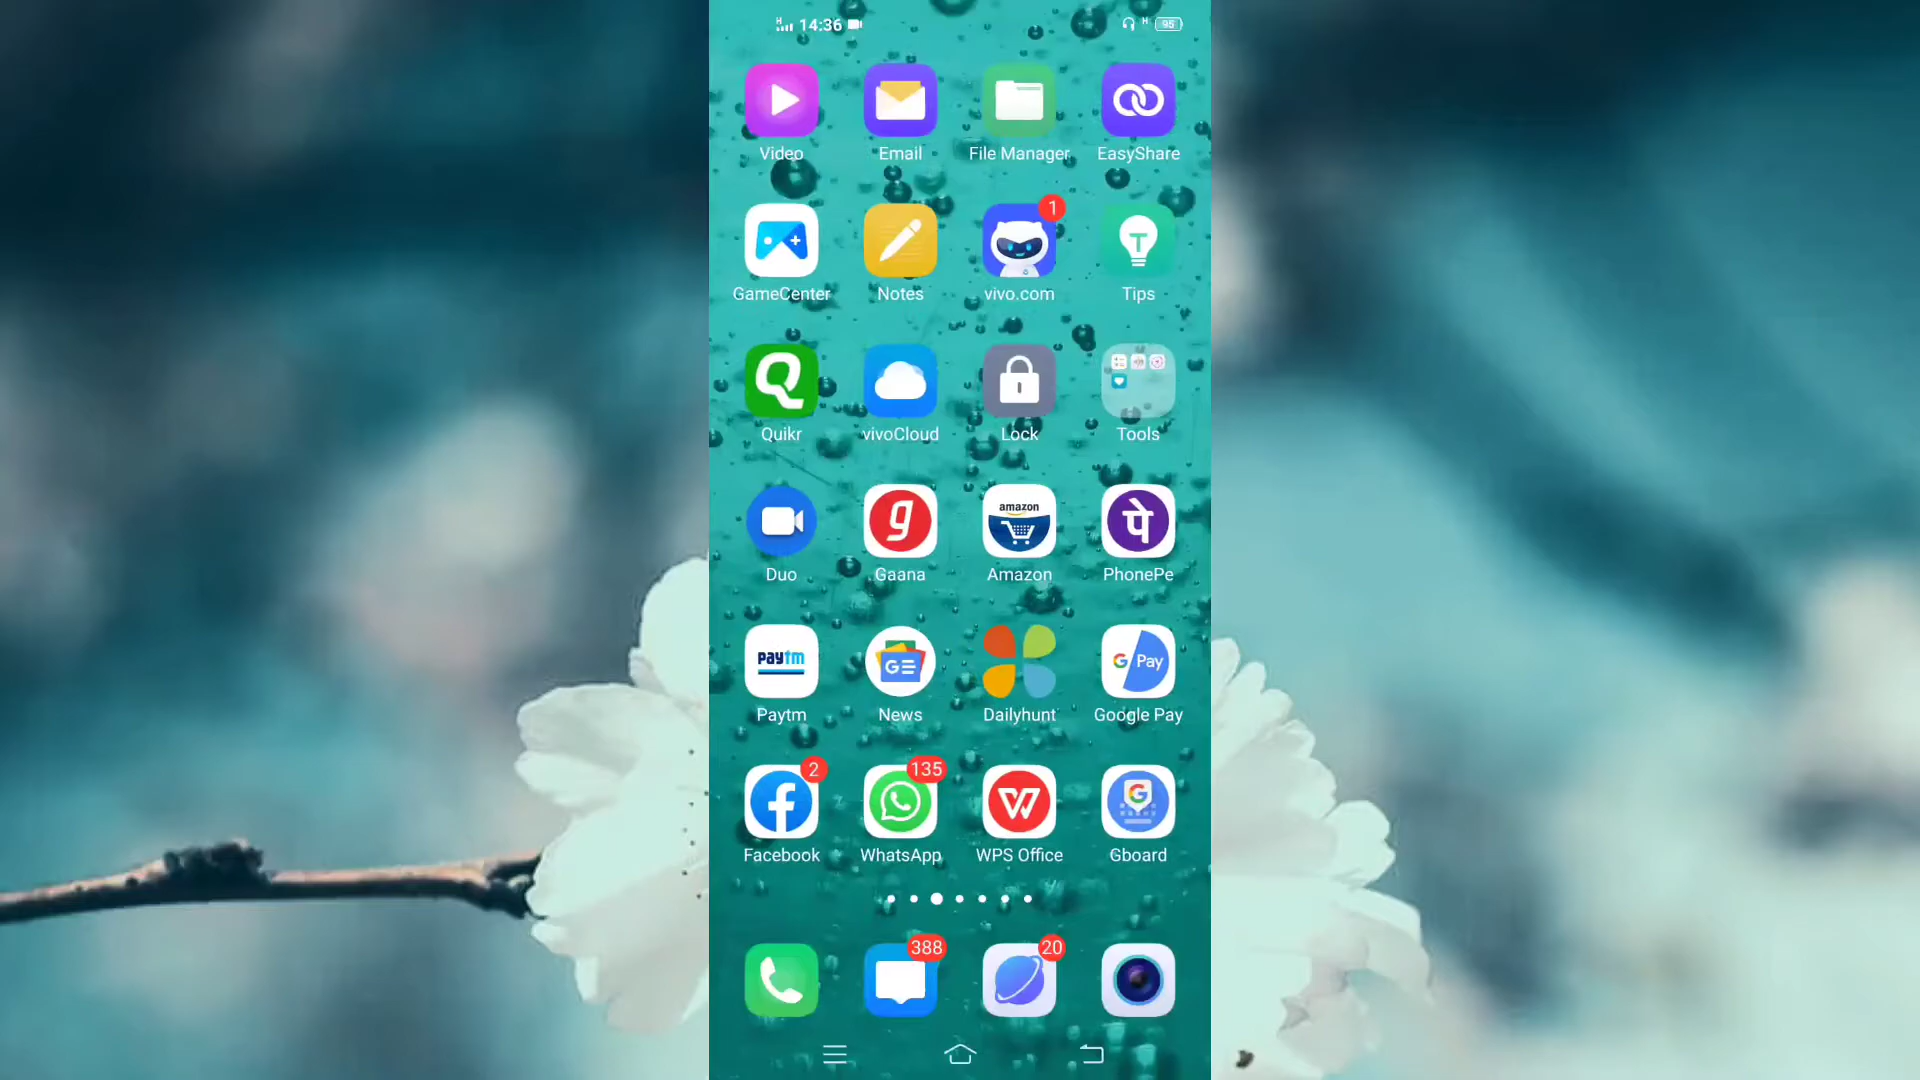 H 14:36 H 95
Video Email File Manager EasyShare
1
T
GameCenter Notes vivo.com Tips
Q
Quikr vivoCloud Lock Tools
g amazon पे
Duo Gaana Amazon PhonePe
paytm GE G Pay
Paytm News Dailyhunt Google Pay
2 135
f W G
Facebook WhatsApp WPS Office Gboard
388 20